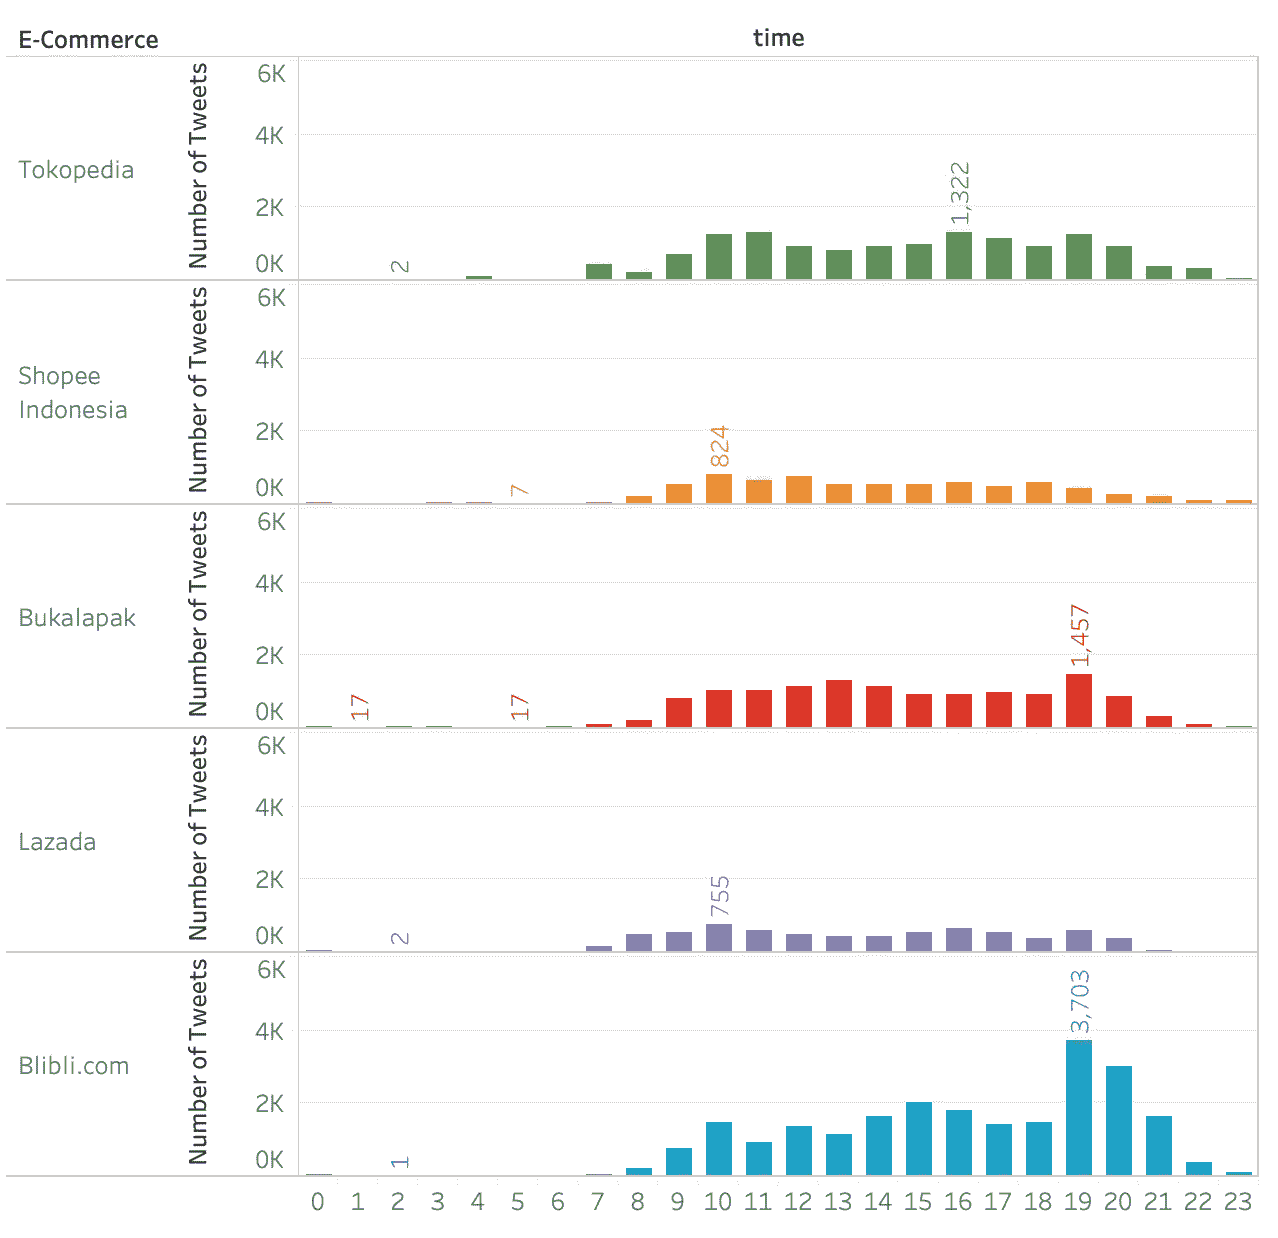 E-Commerce
time
Tokopedia
Number of Tweets
6K
4K
2K
0K
2
1,322
Shopee
Indonesia
Number of Tweets
6K
4K
2K
0K
7
824
Bukalapak
Number of Tweets
6K
4K
2K
0K
17
17
1,457
Lazada
Number of Tweets
6K
4K
2K
0K
2
755
Blibli.com
Number of Tweets
6K
4K
2K
0K
1
3,703
0 1 2 3 4 5 6 7 8 9 10 11 12 13 14 15 16 17 18 19 20 21 22 23